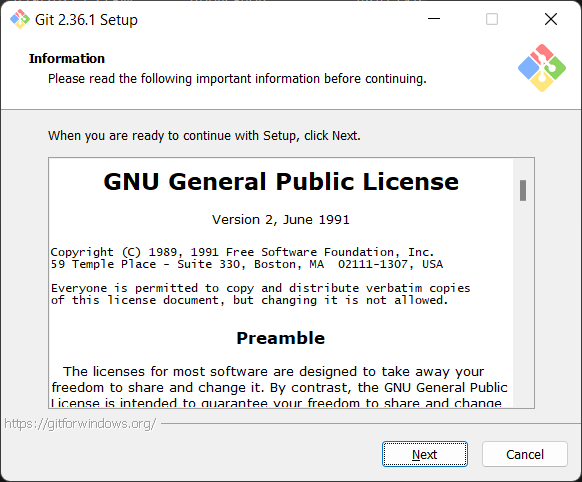 Git 2.36.1 Setup
Information
Please read the following important information before continuing.
When you are ready to continue with Setup, click Next.
GNU General Public License
Version 2, June 1991
Copyright (C) 1989, 1991 Free Software Foundation, Inc.
59 Temple Place - Suite 330, Boston, MA  02111-1307, USA
Everyone is permitted to copy and distribute verbatim copies
of this license document, but changing it is not allowed.
Preamble
The licenses for most software are designed to take away your
freedom to share and change it. By contrast, the GNU General Public
License is intended to guarantee your freedom to share and change
https://gitforwindows.org/
Next
Cancel